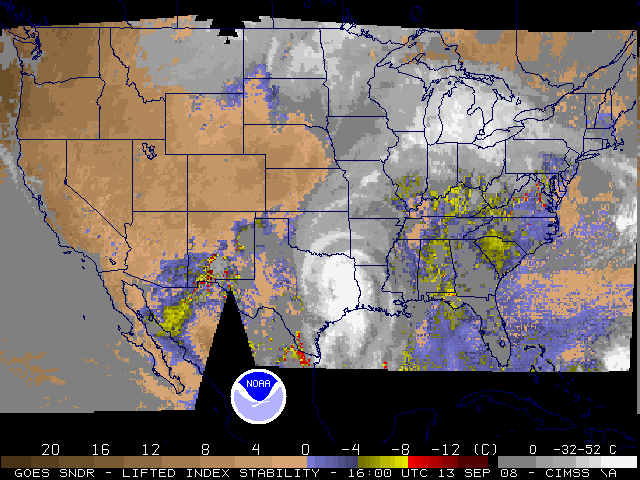 NOAA
20 16 12 8 4 0 -4 -8 -12 (C) 0 -32-52 C
GOES SNDR - LIFTED INDEX STABILITY - 16:00 UTC 13 SEP 08 - CIMSS \A